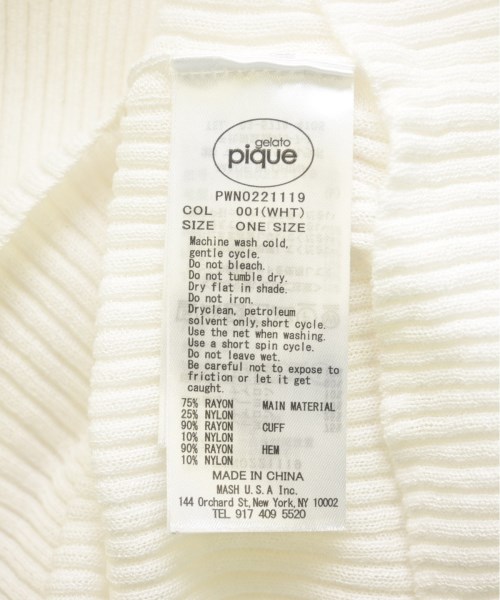 gelato
pique
PWNO221119
COL 001(WHT)
SIZE ONE SIZE
Machine wash cold,
gentle cycle.
Do not bleach.
Do not tumble dry.
Dry flat in shade.
Do not iron.
Dryclean, petroleum
solvent only, short cycle.
Use the net when washing.
Use a short spin cycle.
Do not leave wet.
Be careful not to expose to
friction or let it get
caught.
75% RAYON MAIN MATERIAL
25% NYLON
90% RAYON CUFF
10% NYLON
90% RAYON HEM
10% NYLON
MADE IN CHINA
MASH U.S.A Inc.
144 Orchard St, New York, NY 10002
TEL 917 409 5520